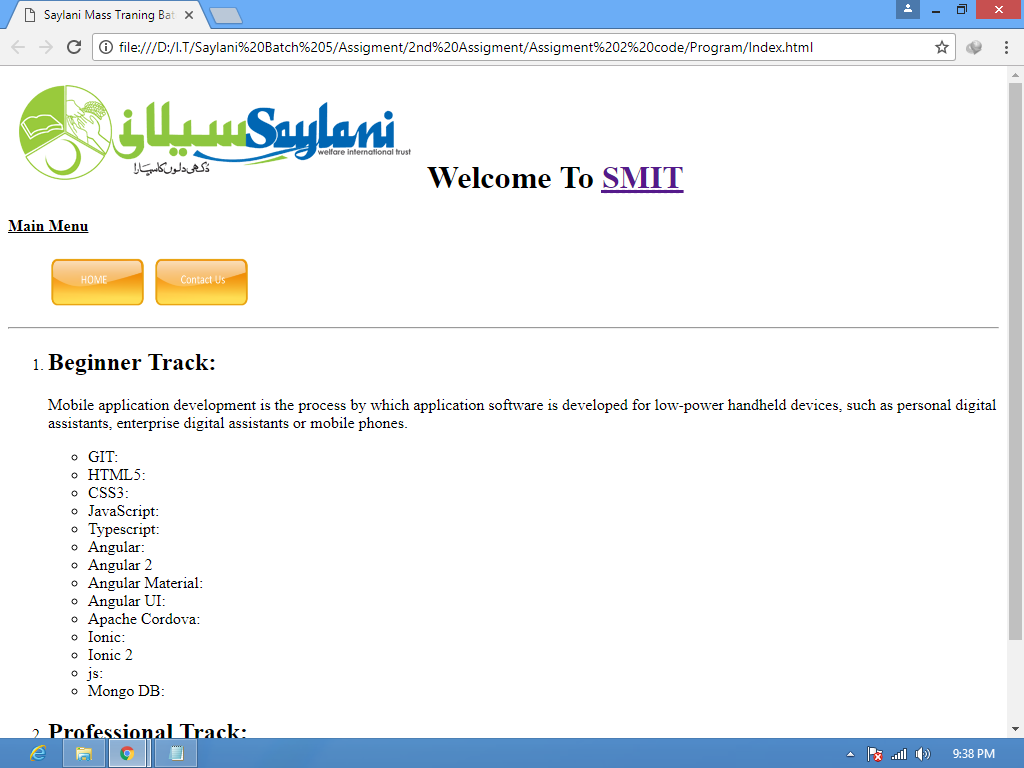 Saylani Mass Traning Bat
file:///D:/I.T/Saylani%20Batch%205/Assigment/2nd%20Assigment/Assigment%202%20code/Program/Index.html
سیلانی Saylani
welfare international trust
دُکھی دلوں کا سہارا
Welcome To SMIT
Main Menu
HOME Contact Us
1. Beginner Track:
Mobile application development is the process by which application software is developed for low-power handheld devices, such as personal digital
assistants, enterprise digital assistants or mobile phones.
GIT:
HTML5:
CSS3:
JavaScript:
Typescript:
Angular:
Angular 2
Angular Material:
Angular UI:
Apache Cordova:
Ionic:
Ionic 2
js:
Mongo DB:
2. Professional Track:
9:38 PM